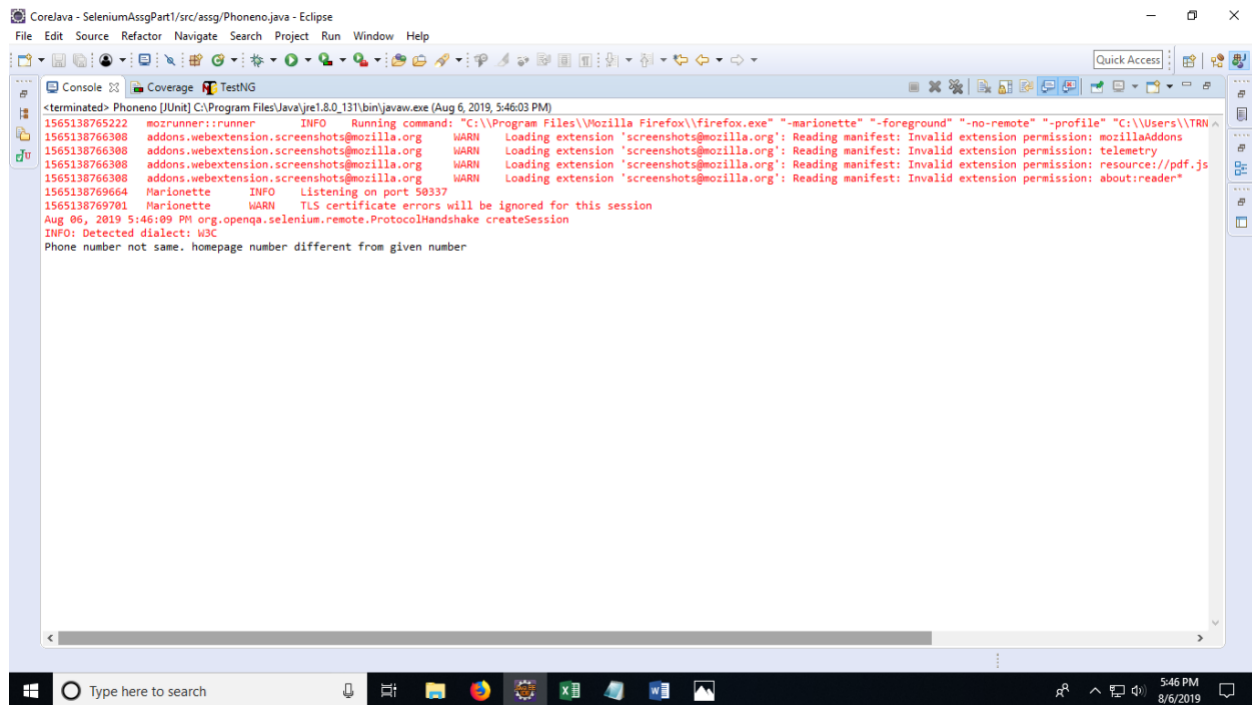 CoreJava - SeleniumAssgPart1/src/assg/Phoneno.java - Eclipse
File Edit Source Refactor Navigate Search Project Run Window Help
Quick Access
Console Coverage TestNG
<terminated> Phoneno [JUnit] C:\Program Files\Java\jre1.8.0_131\bin\javaw.exe (Aug 6, 2019, 5:46:03 PM)
1565138765222 mozrunner::runner INFO Running command: "C:\\Program Files\\Mozilla Firefox\\firefox.exe" "-marionette" "-foreground" "-no-remote" "-profile" "C:\\Users\\TRN
1565138766308 addons.webextension.screenshots@mozilla.org WARN Loading extension 'screenshots@mozilla.org': Reading manifest: Invalid extension permission: mozillaAddons
1565138766308 addons.webextension.screenshots@mozilla.org WARN Loading extension 'screenshots@mozilla.org': Reading manifest: Invalid extension permission: telemetry
1565138766308 addons.webextension.screenshots@mozilla.org WARN Loading extension 'screenshots@mozilla.org': Reading manifest: Invalid extension permission: resource://pdf.js
1565138766308 addons.webextension.screenshots@mozilla.org WARN Loading extension 'screenshots@mozilla.org': Reading manifest: Invalid extension permission: about:reader*
1565138769664 Marionette INFO Listening on port 50337
1565138769701 Marionette WARN TLS certificate errors will be ignored for this session
Aug 06, 2019 5:46:09 PM org.openqa.selenium.remote.ProtocolHandshake createSession
INFO: Detected dialect: W3C
Phone number not same. homepage number different from given number
Type here to search
5:46 PM
8/6/2019